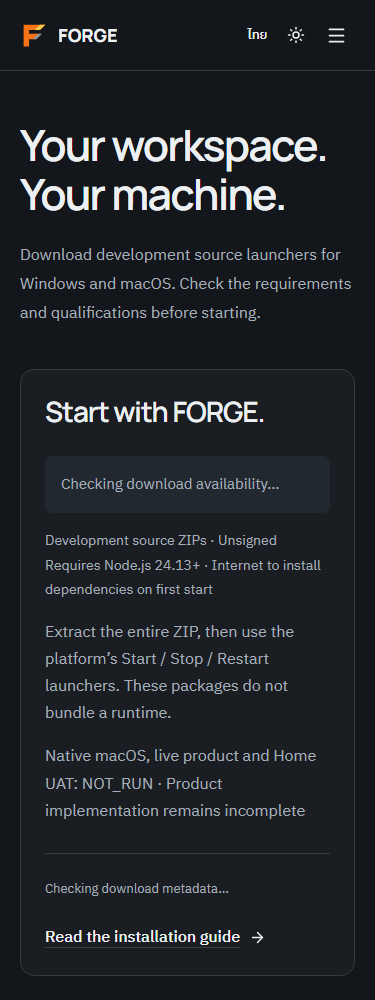 FORGE
ไทย
Your workspace.
Your machine.
Download development source launchers for
Windows and macOS. Check the requirements
and qualifications before starting.
Start with FORGE.
Checking download availability…
Development source ZIPs · Unsigned
Requires Node.js 24.13+ · Internet to install
dependencies on first start
Extract the entire ZIP, then use the
platform’s Start / Stop / Restart
launchers. These packages do not
bundle a runtime.
Native macOS, live product and Home
UAT: NOT_RUN · Product
implementation remains incomplete
Checking download metadata…
Read the installation guide →